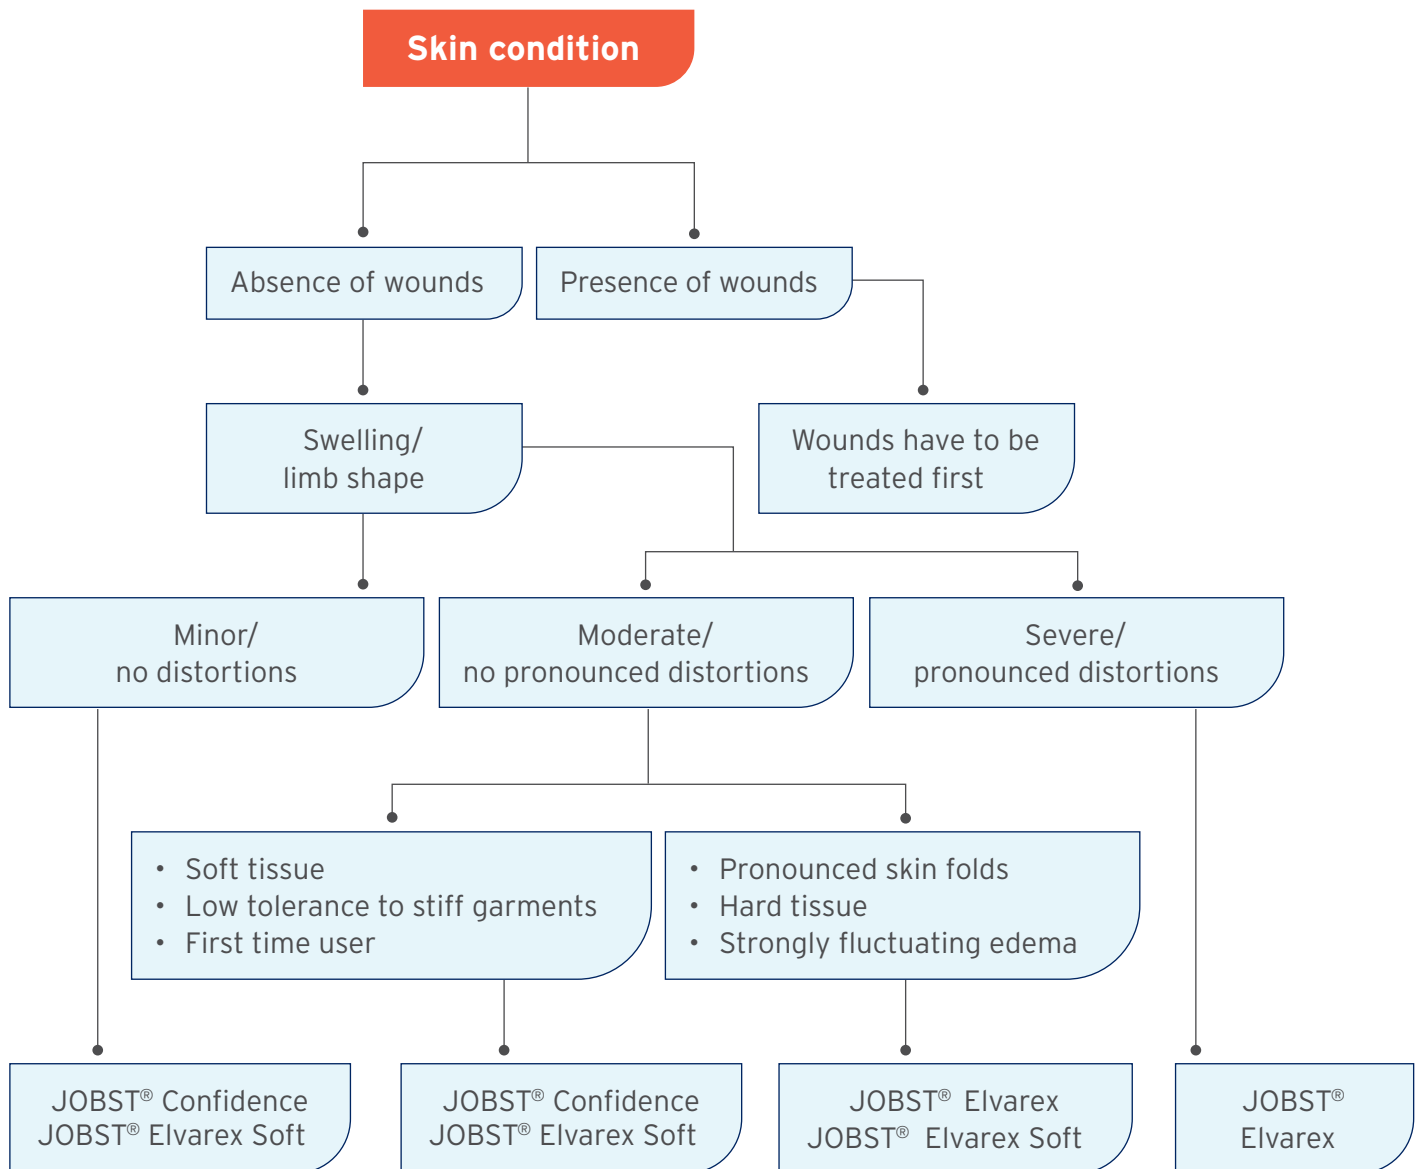 Skin condition
Absence of wounds
Presence of wounds
Swelling/
limb shape
Wounds have to be
treated first
Minor/
no distortions
Moderate/
no pronounced distortions
Severe/
pronounced distortions
• Soft tissue
• Low tolerance to stiff garments
• First time user
• Pronounced skin folds
• Hard tissue
• Strongly fluctuating edema
JOBST® Confidence
JOBST® Elvarex Soft
JOBST® Confidence
JOBST® Elvarex Soft
JOBST® Elvarex
JOBST® Elvarex Soft
JOBST®
Elvarex